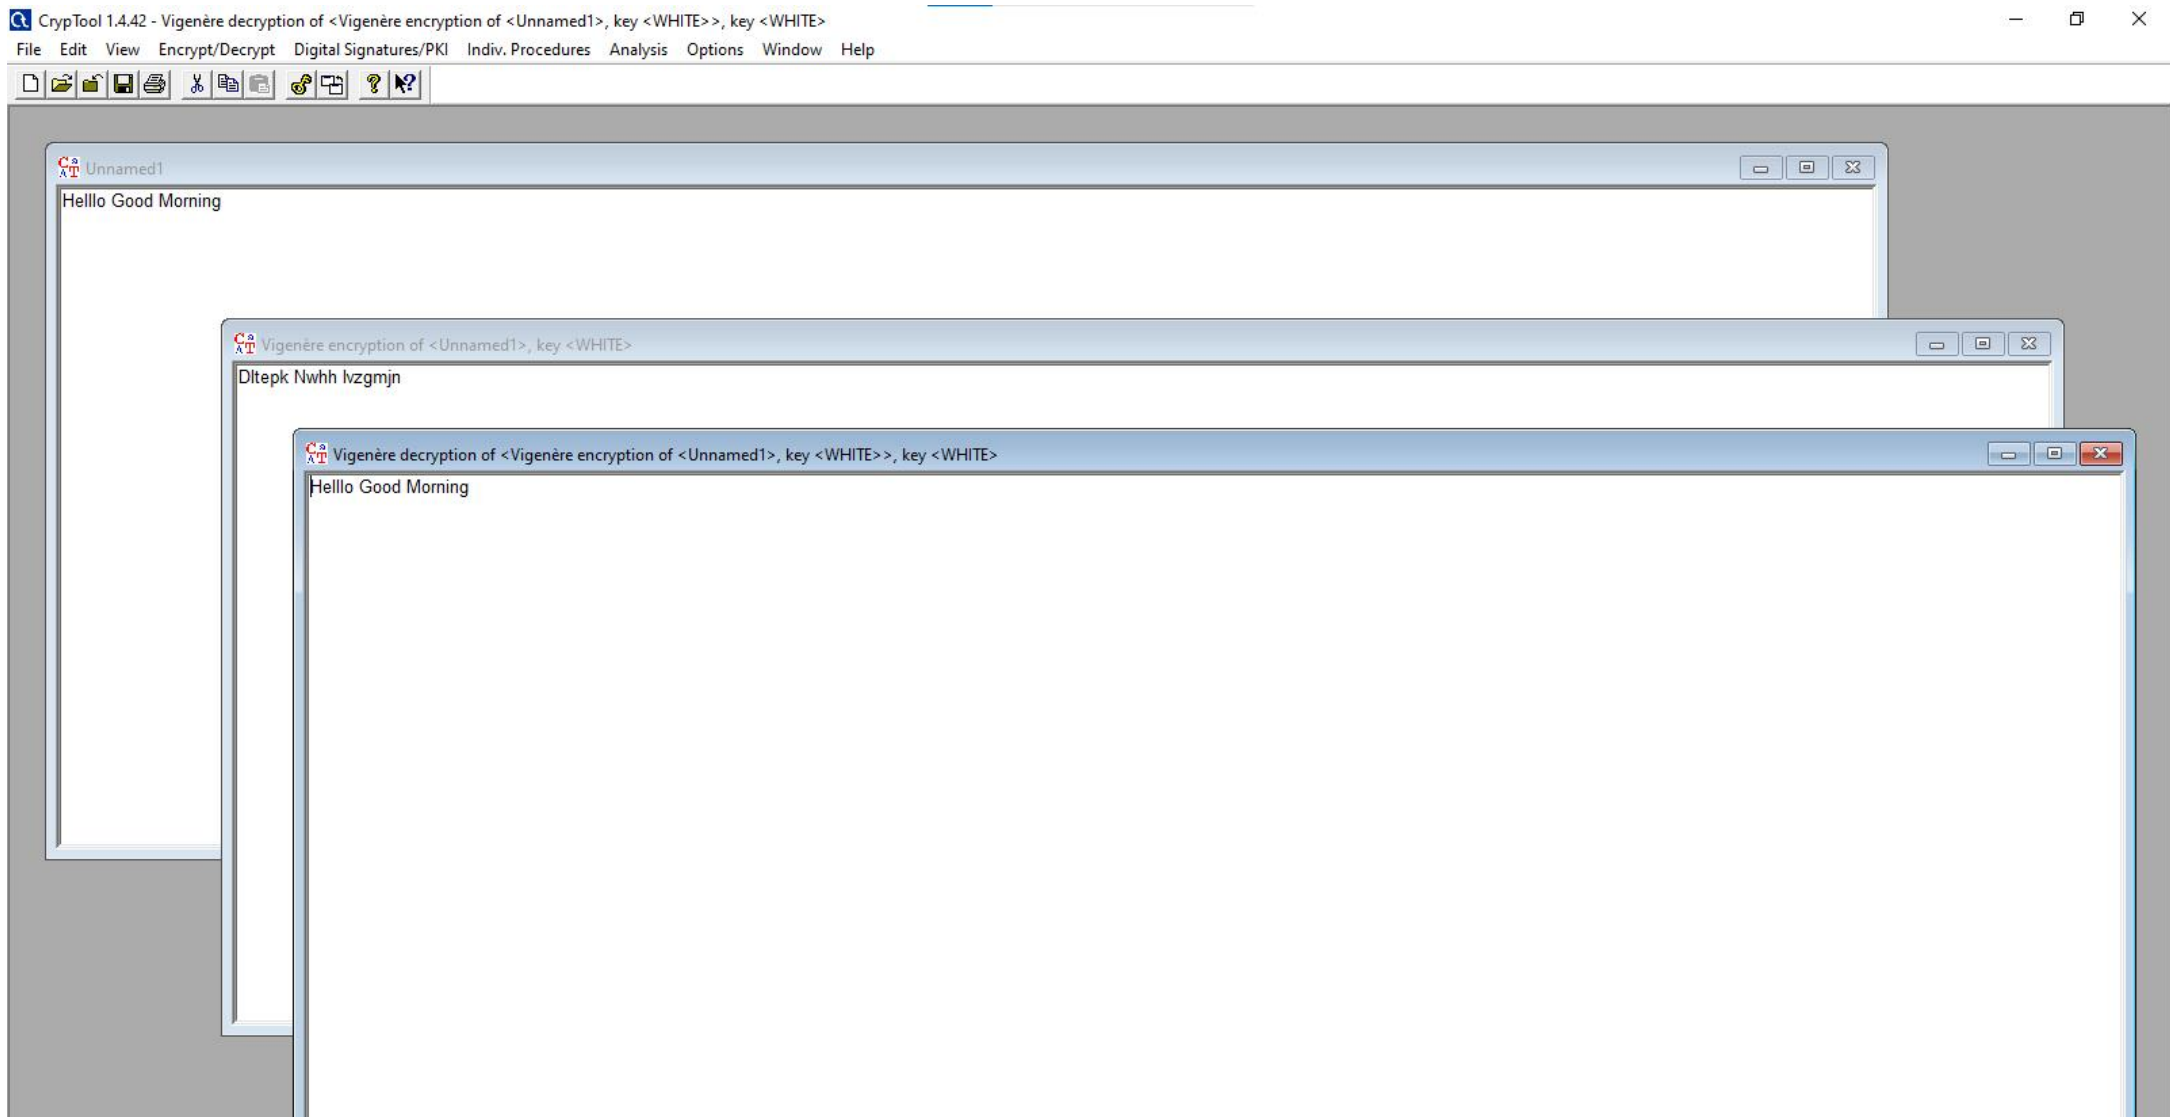 CrypTool 1.4.42 - Vigenère decryption of <Vigenère encryption of <Unnamed1>, key <WHITE>>, key <WHITE>
File Edit View Encrypt/Decrypt Digital Signatures/PKI Indiv. Procedures Analysis Options Window Help
Unnamed1
Helllo Good Morning
Vigenère encryption of <Unnamed1>, key <WHITE>
Dltepk Nwhh Ivzgmjn
Vigenère decryption of <Vigenère encryption of <Unnamed1>, key <WHITE>>, key <WHITE>
Helllo Good Morning